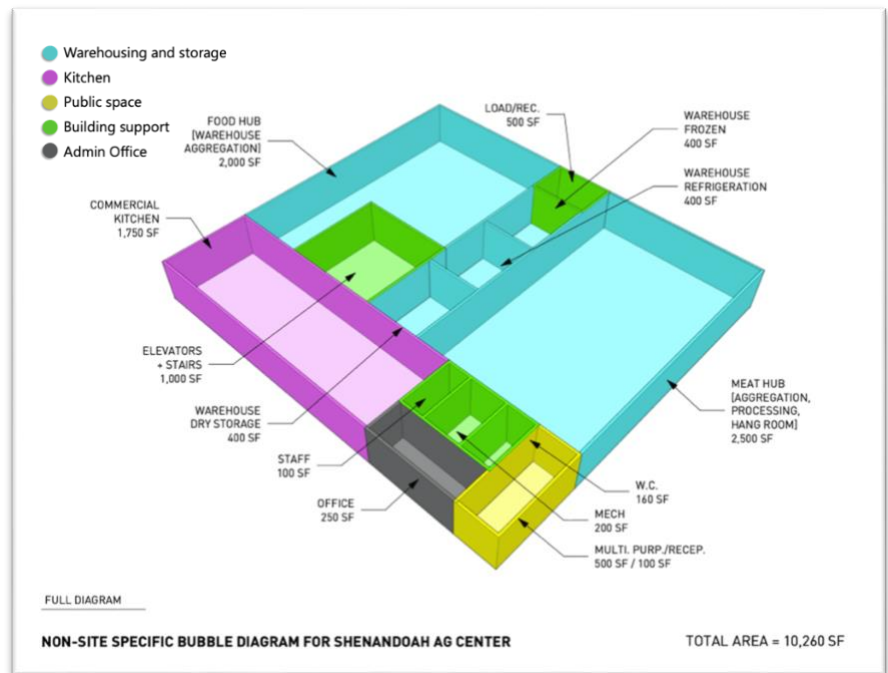 Warehousing and storage
Kitchen
Public space
Building support
Admin Office
FOOD HUB
[WAREHOUSE
AGGREGATION]
2,000 SF
LOAD/REC.
500 SF
WAREHOUSE
FROZEN
400 SF
WAREHOUSE
REFRIGERATION
400 SF
COMMERCIAL
KITCHEN
1,750 SF
ELEVATORS
+ STAIRS
1,000 SF
WAREHOUSE
DRY STORAGE
400 SF
STAFF
100 SF
OFFICE
250 SF
MEAT HUB
[AGGREGATION,
PROCESSING,
HANG ROOM]
2,500 SF
W.C.
160 SF
MECH
200 SF
MULTI. PURP./RECEP.
500 SF / 100 SF
FULL DIAGRAM
NON-SITE SPECIFIC BUBBLE DIAGRAM FOR SHENANDOAH AG CENTER
TOTAL AREA = 10,260 SF